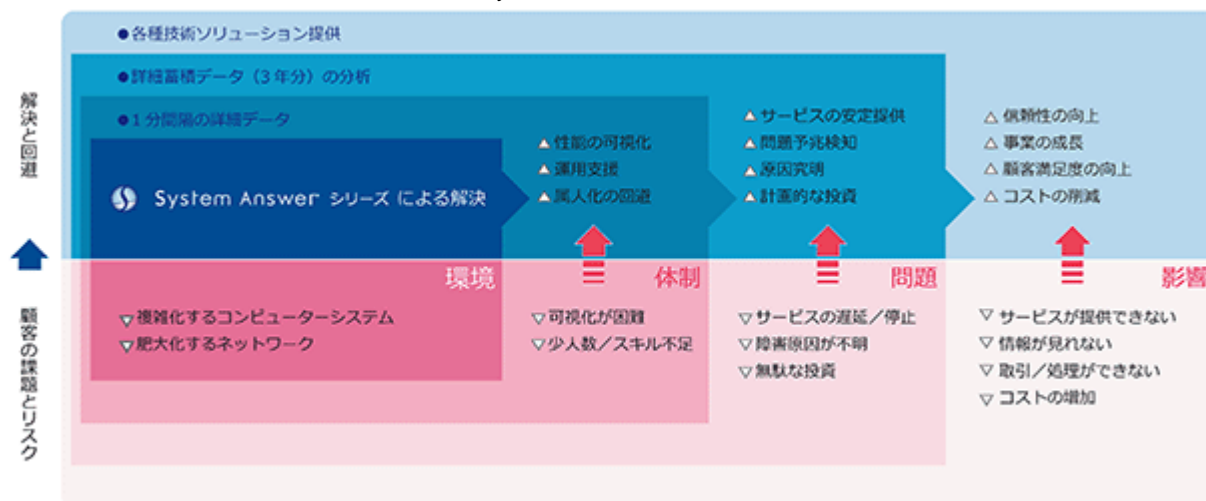 ●各種技術ソリューション提供
●詳細蓄積データ（3年分）の分析
●1分間隔の詳細データ
System Answer シリーズ による解決
△性能の可視化
△運用支援
△属人化の回避
△サービスの安定提供
△問題予兆検知
△原因究明
△計画的な投資
△信頼性の向上
△事業の成長
△顧客満足度の向上
△コストの削減
解決と回避
顧客の課題とリスク
環境
▽複雑化するコンピューターシステム
▽肥大化するネットワーク
体制
▽可視化が困難
▽少人数／スキル不足
問題
▽サービスの遅延／停止
▽障害原因が不明
▽無駄な投資
影響
▽サービスが提供できない
▽情報が見れない
▽取引／処理ができない
▽コストの増加